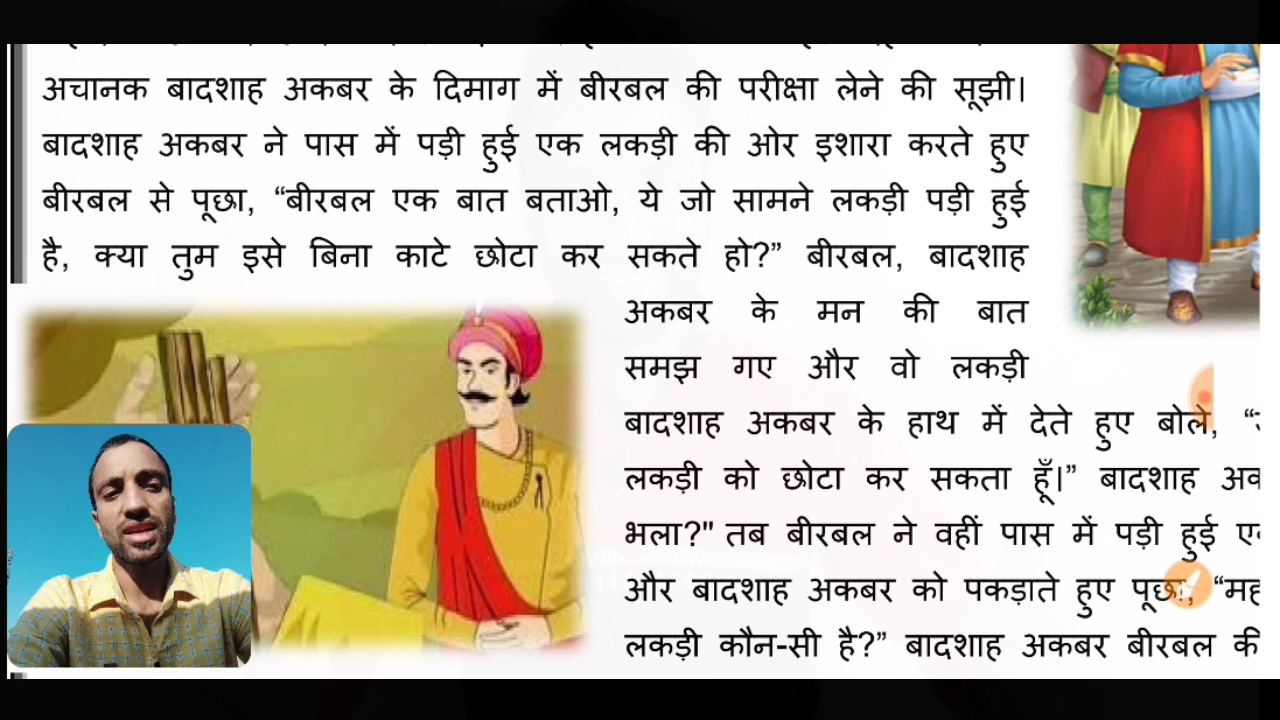 अचानक बादशाह अकबर के दिमाग में बीरबल की परीक्षा लेने की सूझी।
बादशाह अकबर ने पास में पड़ी हुई एक लकड़ी की ओर इशारा करते हुए
बीरबल से पूछा, “बीरबल एक बात बताओ, ये जो सामने लकड़ी पड़ी हुई
है, क्या तुम इसे बिना काटे छोटा कर सकते हो?” बीरबल, बादशाह
अकबर के मन की बात
समझ गए और वो लकड़ी
बादशाह अकबर के हाथ में देते हुए बोले,
लकड़ी को छोटा कर सकता हूँ।” बादशाह
भला?" तब बीरबल ने वहीं पास में पड़ी हुई
और बादशाह अकबर को पकड़ाते हुए पूछा,
लकड़ी कौन-सी है?” बादशाह अकबर बीरबल की